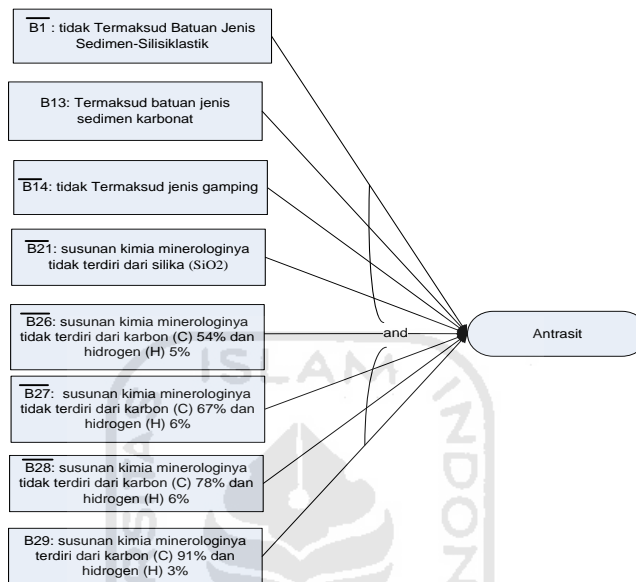 B1 : tidak Termaksud Batuan Jenis
Sedimen-Silisiklastik
B13: Termaksud batuan jenis
sedimen karbonat
B14: tidak Termaksud jenis gamping
B21: susunan kimia minerologinya
tidak terdiri dari silika (SiO2)
B26: susunan kimia minerologinya
tidak terdiri dari karbon (C) 54% dan
hidrogen (H) 5%
B27: susunan kimia minerologinya
tidak terdiri dari karbon (C) 67% dan
hidrogen (H) 6%
B28: susunan kimia minerologinya
tidak terdiri dari karbon (C) 78% dan
hidrogen (H) 6%
B29: susunan kimia minerologinya
terdiri dari karbon (C) 91% dan
hidrogen (H) 3%
and
Antrasit
ISLAM
INDON